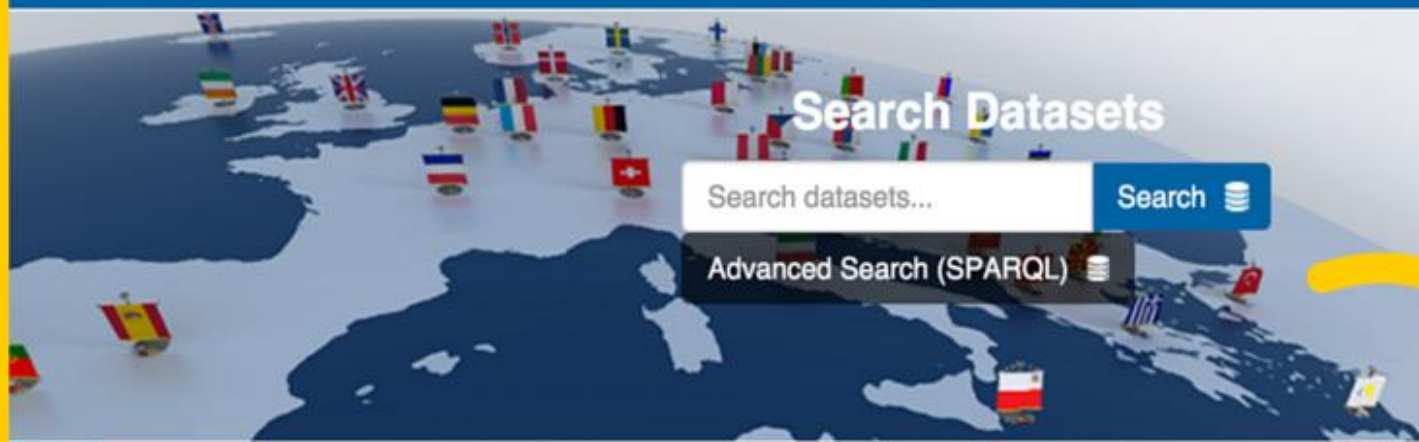 Search Datasets
Search datasets...
Search
Advanced Search (SPARQL)